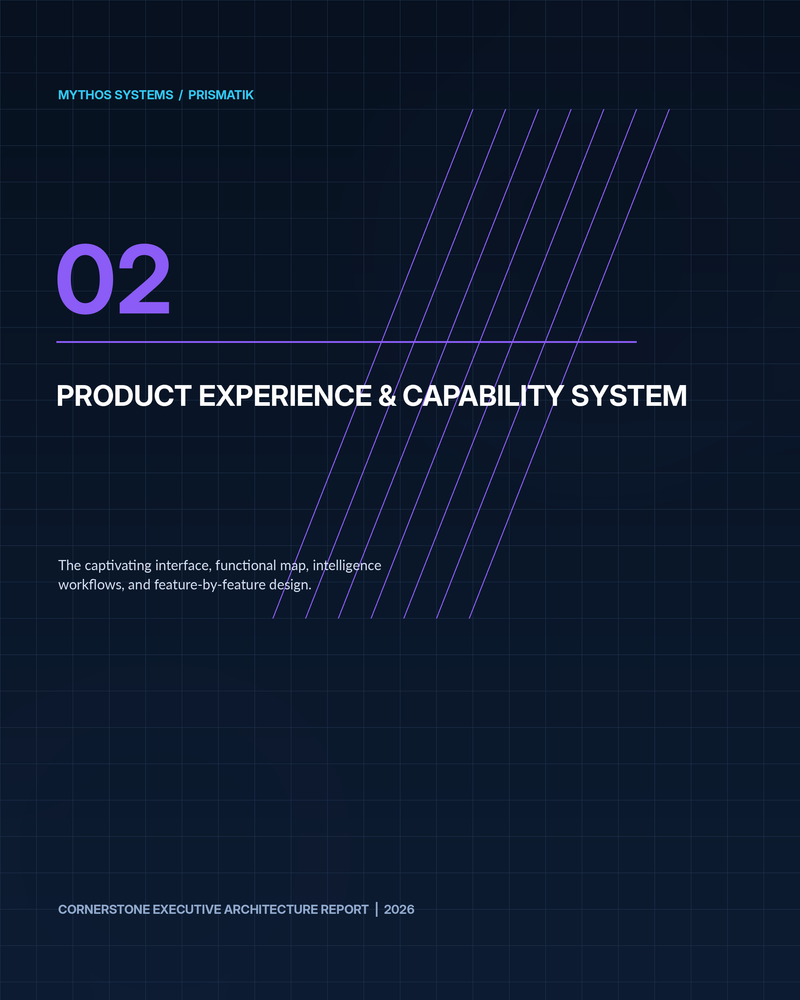 MYTHOS SYSTEMS / PRISMATIK
02
PRODUCT EXPERIENCE & CAPABILITY SYSTEM
The captivating interface, functional map, intelligence
workflows, and feature-by-feature design.
CORNERSTONE EXECUTIVE ARCHITECTURE REPORT | 2026